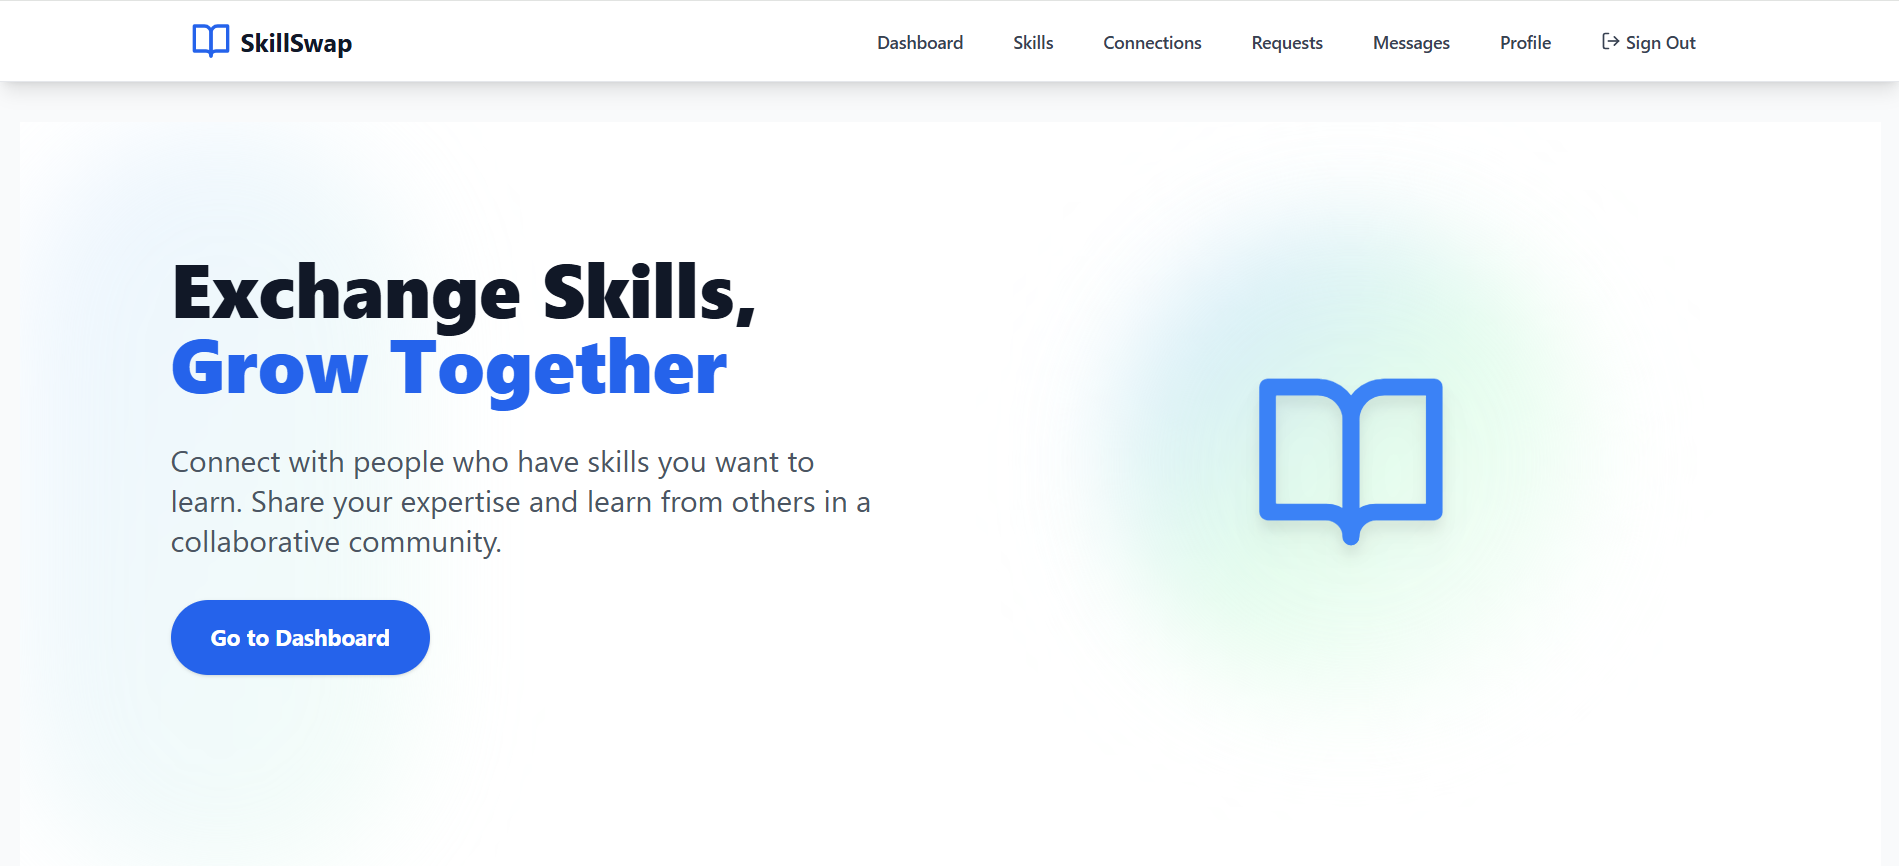 SkillSwap
Dashboard
Skills
Connections
Requests
Messages
Profile
Sign Out
Exchange Skills,
Grow Together
Connect with people who have skills you want to
learn. Share your expertise and learn from others in a
collaborative community.
Go to Dashboard